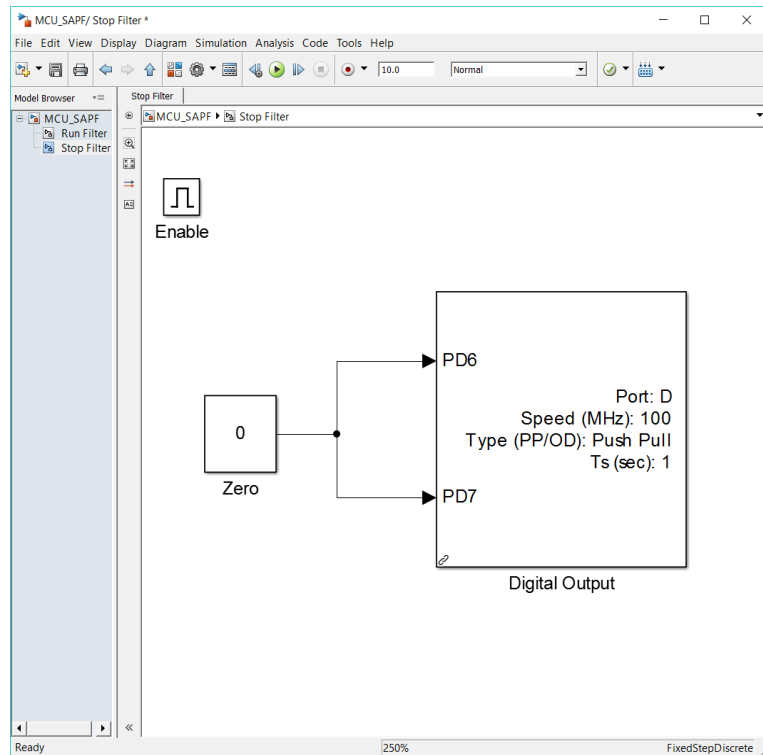 MCU_SAPF/ Stop Filter *
File Edit View Display Diagram Simulation Analysis Code Tools Help
10.0 Normal
Model Browser
Stop Filter
MCU_SAPF
Run Filter
Stop Filter
MCU_SAPF Stop Filter
Enable
PD6
Port: D
Speed (MHz): 100
Type (PP/OD): Push Pull
Ts (sec): 1
0
Zero
PD7
Digital Output
Ready 250% FixedStepDiscrete